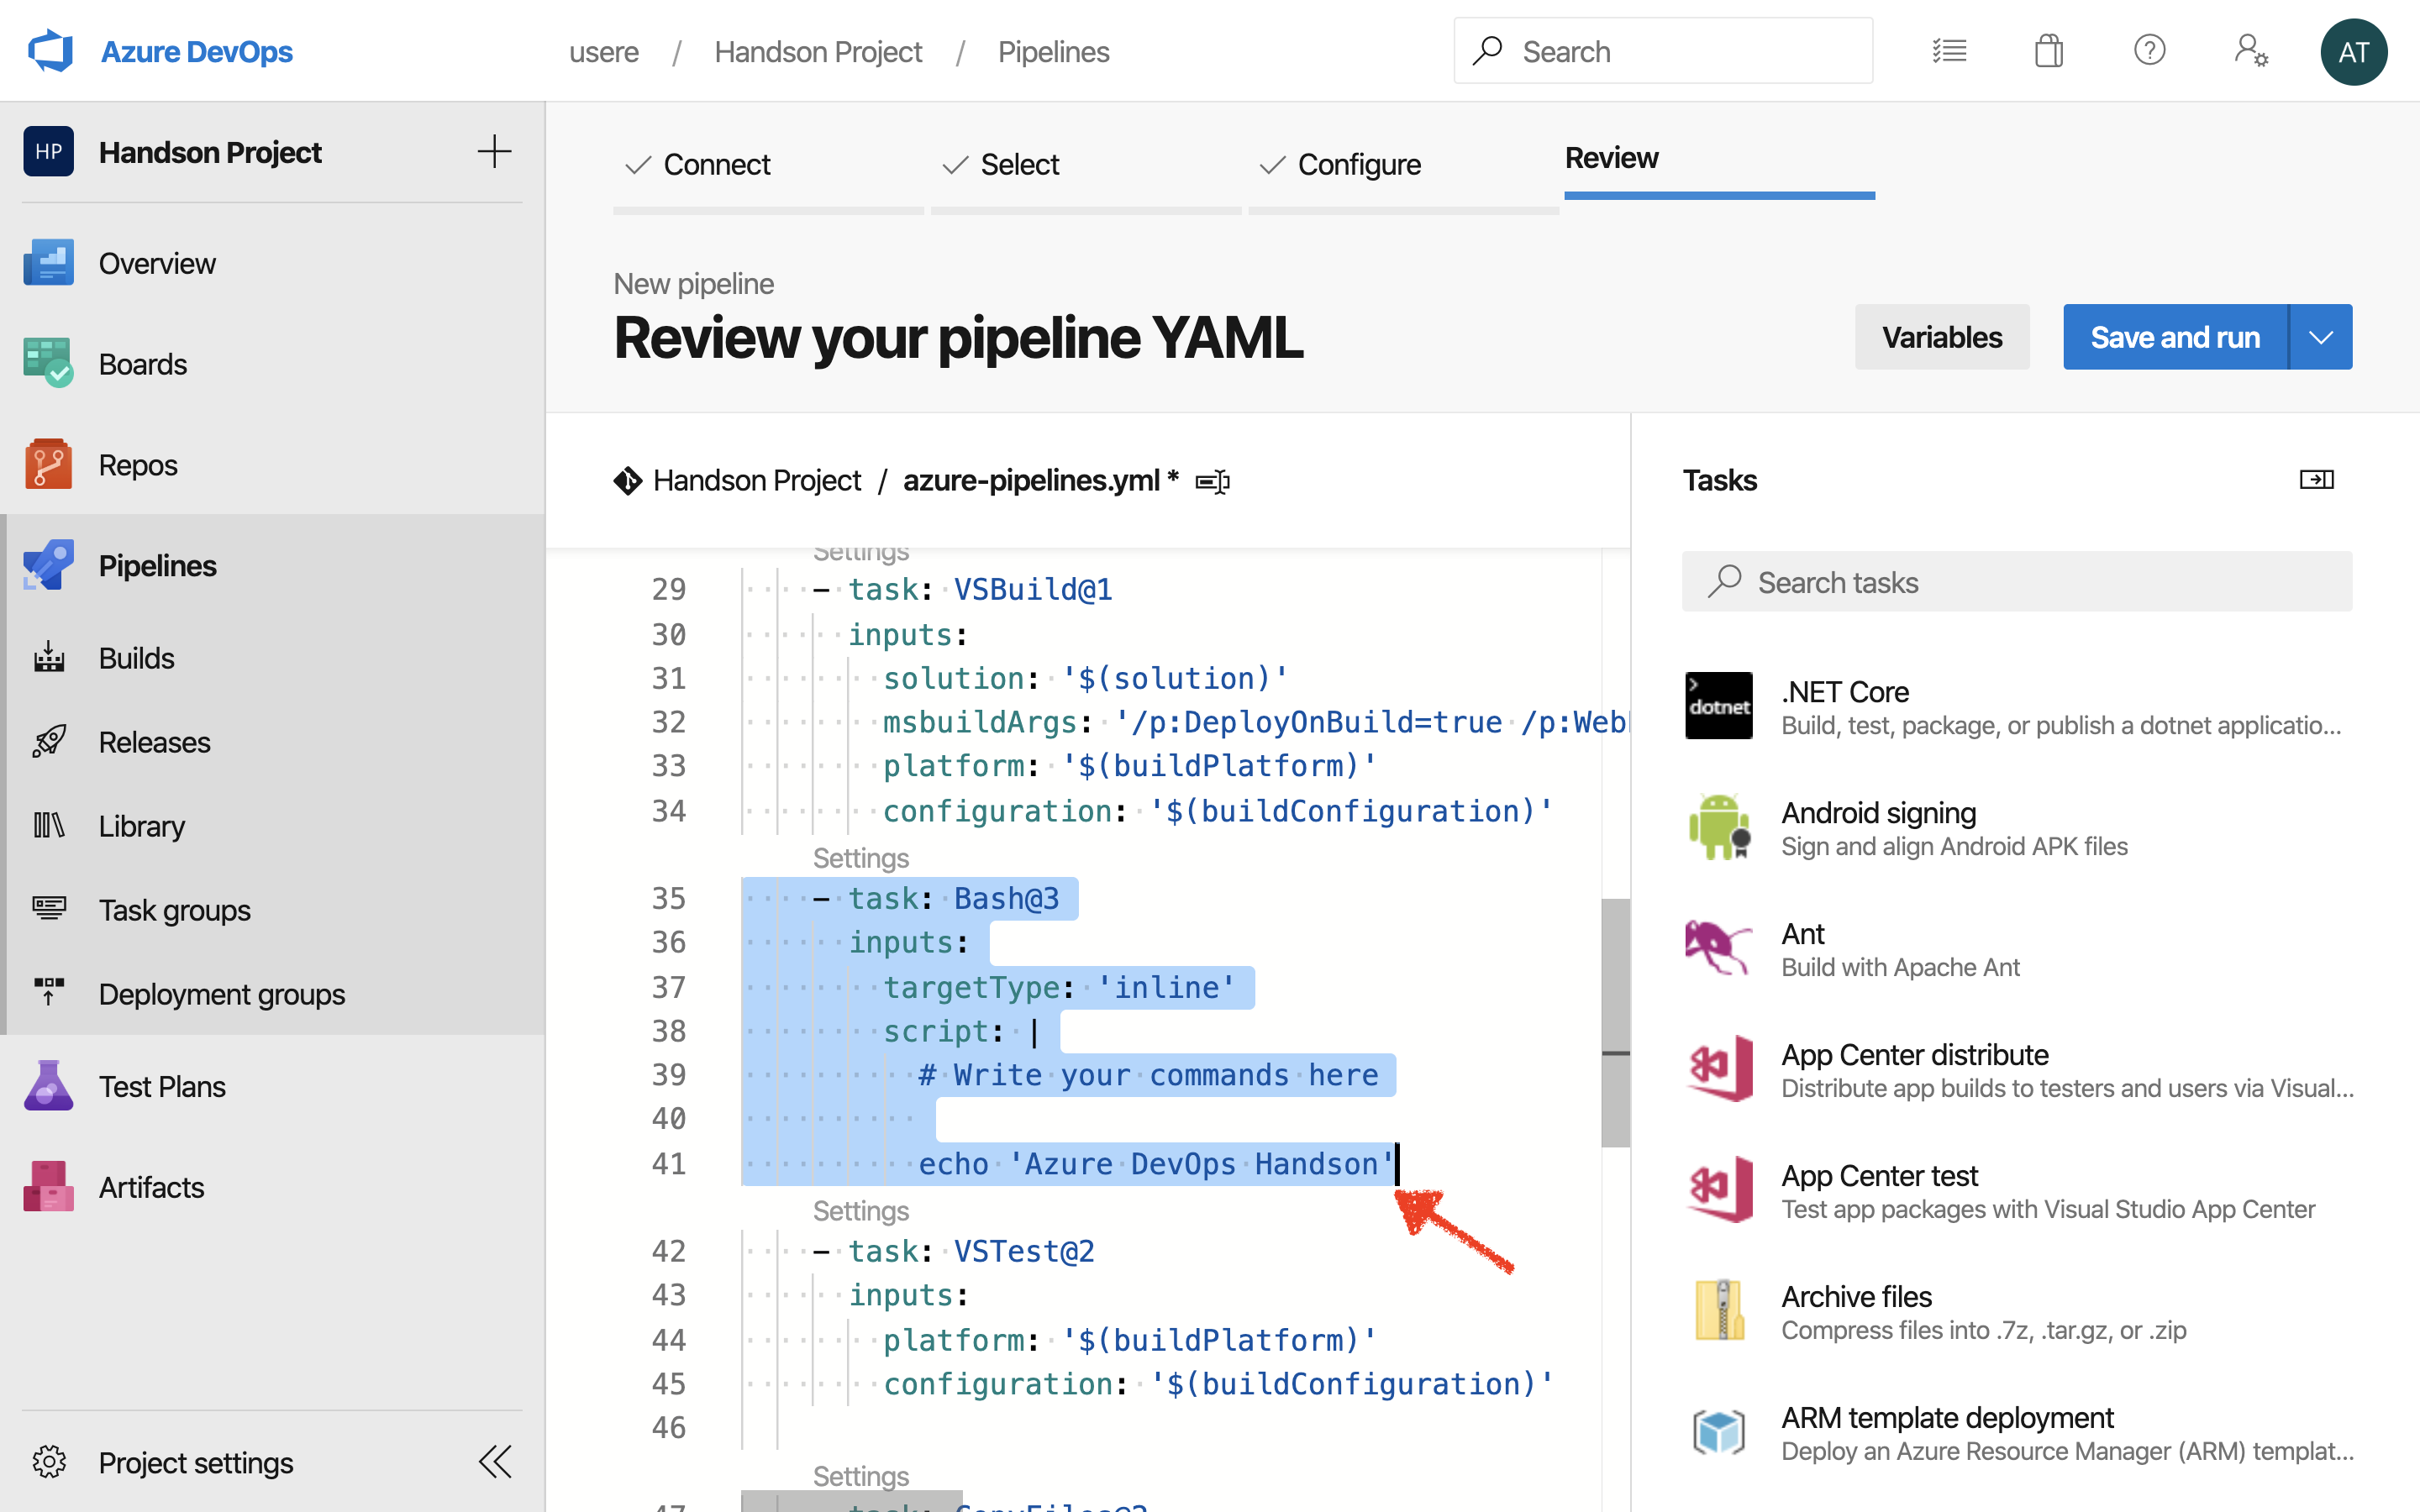 Azure DevOps
usere / Handson Project / Pipelines
Search
AT
HP Handson Project
Overview
Boards
Repos
Pipelines
Builds
Releases
Library
Task groups
Deployment groups
Test Plans
Artifacts
Project settings
Connect
Select
Configure
Review
New pipeline
Review your pipeline YAML
Variables
Save and run
Handson Project / azure-pipelines.yml *
Settings
29 - task: VSBuild@1
30 inputs:
31 solution: '$(solution)'
32 msbuildArgs: '/p:DeployOnBuild=true /p:Web
33 platform: '$(buildPlatform)'
34 configuration: '$(buildConfiguration)'
Settings
35 - task: Bash@3
36 inputs:
37 targetType: 'inline'
38 script: |
39 # Write your commands here
40
41 echo 'Azure DevOps Handson'
Settings
42 - task: VSTest@2
43 inputs:
44 platform: '$(buildPlatform)'
45 configuration: '$(buildConfiguration)'
46
Settings
47 task: CopyFiles@2
Tasks
Search tasks
dotnet
.NET Core
Build, test, package, or publish a dotnet applicatio...
Android signing
Sign and align Android APK files
Ant
Build with Apache Ant
App Center distribute
Distribute app builds to testers and users via Visual...
App Center test
Test app packages with Visual Studio App Center
Archive files
Compress files into .7z, .tar.gz, or .zip
ARM template deployment
Deploy an Azure Resource Manager (ARM) templat...